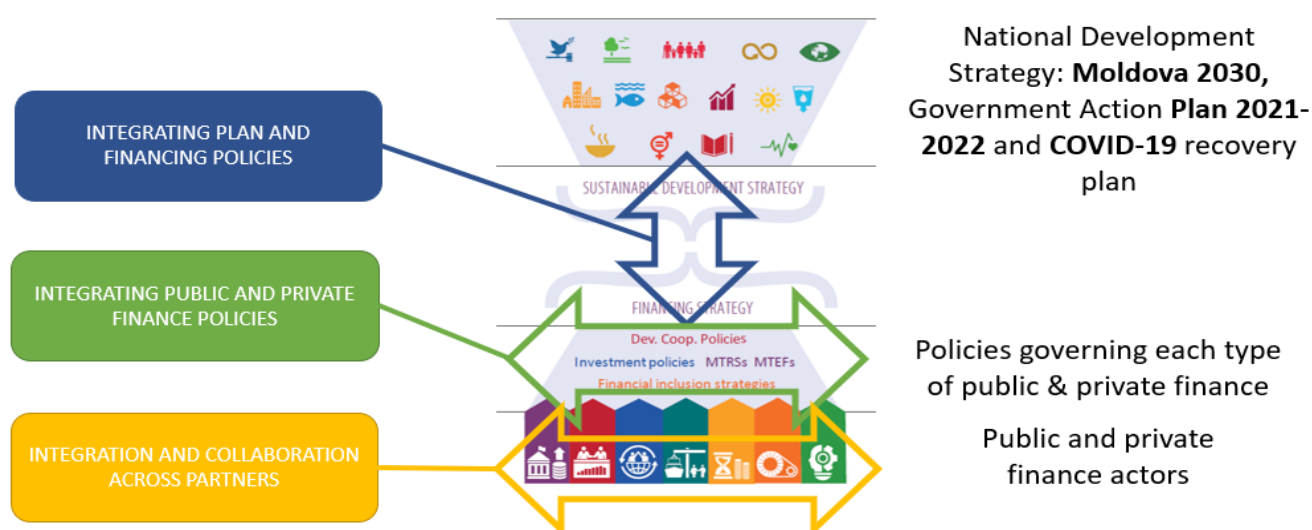 INTEGRATING PLAN AND
FINANCING POLICIES
INTEGRATING PUBLIC AND PRIVATE
FINANCE POLICIES
INTEGRATION AND COLLABORATION
ACROSS PARTNERS
SUSTAINABLE DEVELOPMENT STRATEGY
FINANCING STRATEGY
Dev. Coop. Policies
Investment policies MTRSs MTEFs
Financial inclusion strategies
National Development
Strategy: Moldova 2030,
Government Action Plan 2021-
2022 and COVID-19 recovery
plan
Policies governing each type
of public & private finance
Public and private
finance actors